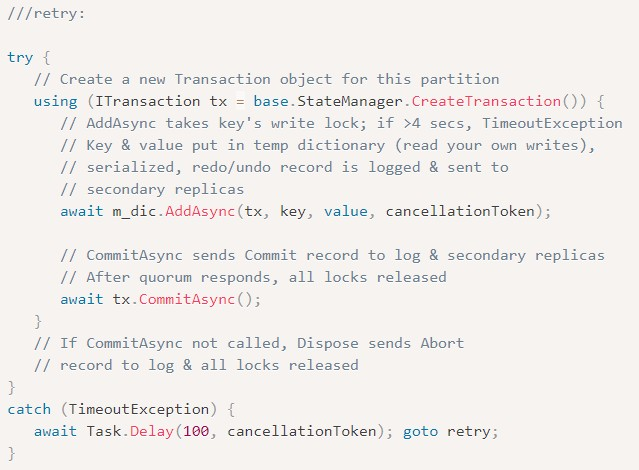 ///retry:
try {
// Create a new Transaction object for this partition
using (ITransaction tx = base.StateManager.CreateTransaction()) {
// AddAsync takes key's write lock; if >4 secs, TimeoutException
// Key & value put in temp dictionary (read your own writes),
// serialized, redo/undo record is logged & sent to
// secondary replicas
await m_dic.AddAsync(tx, key, value, cancellationToken);
// CommitAsync sends Commit record to log & secondary replicas
// After quorum responds, all locks released
await tx.CommitAsync();
}
// If CommitAsync not called, Dispose sends Abort
// record to log & all locks released
}
catch (TimeoutException) {
await Task.Delay(100, cancellationToken); goto retry;
}